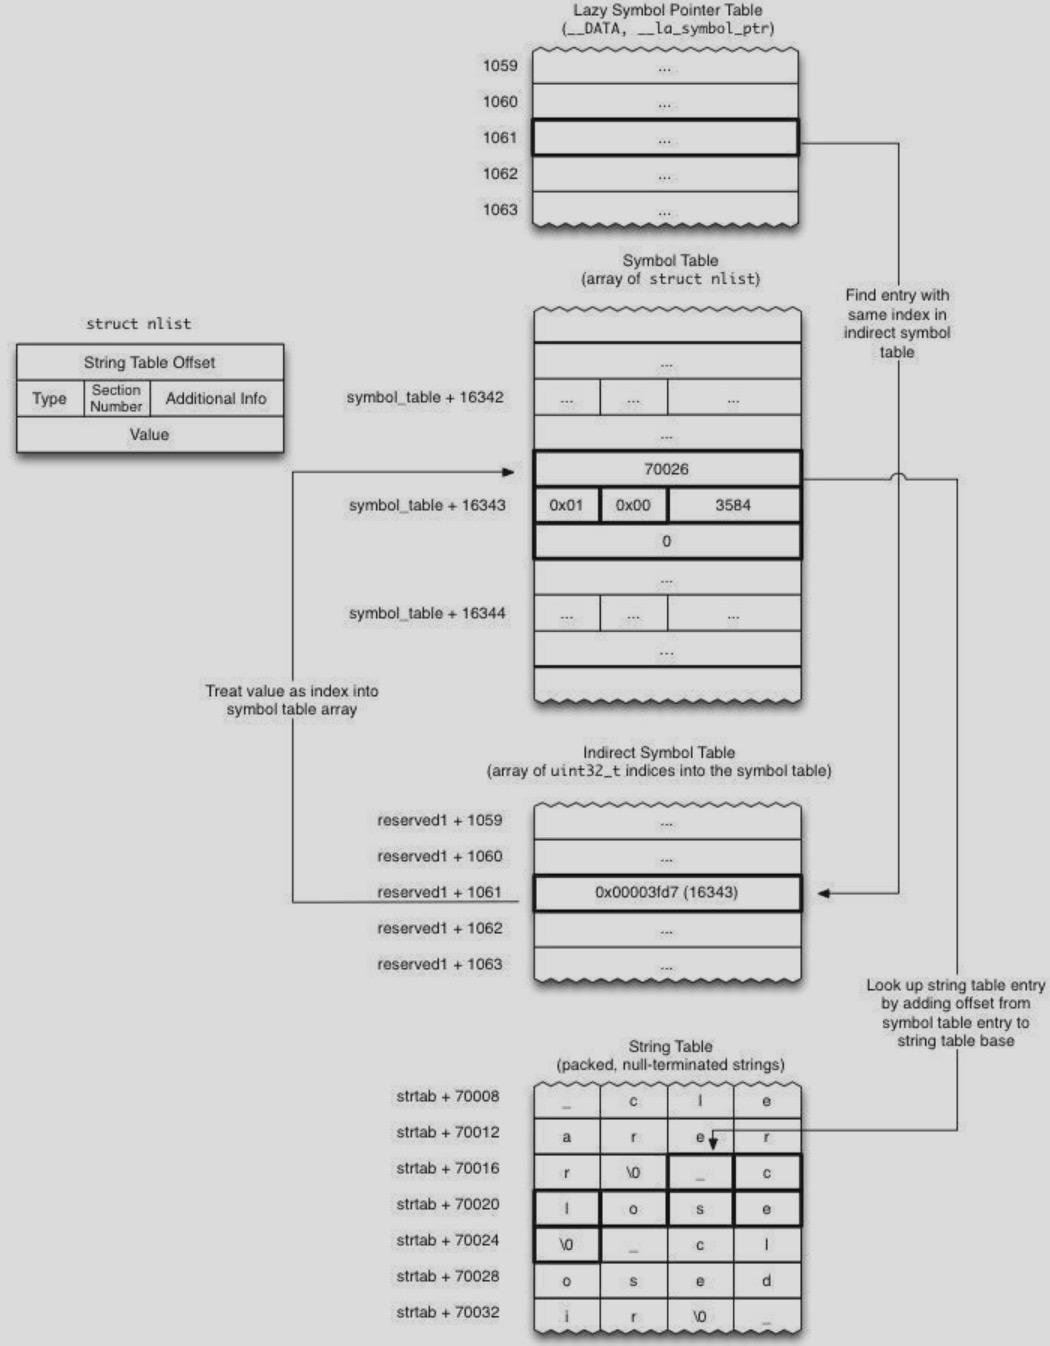 Lazy Symbol Pointer Table
(__DATA, __la_symbol_ptr)
1059 ...
1060 ...
1061 ...
1062 ...
1063 ...
Symbol Table
(array of struct nlist)
Find entry with
same index in
indirect symbol
table
struct nlist
String Table Offset
Type Section Number Additional Info
Value
...
symbol_table + 16342 ... ... ...
...
70026
symbol_table + 16343 0x01 0x00 3584
0
...
symbol_table + 16344 ... ... ...
...
Treat value as index into
symbol table array
Indirect Symbol Table
(array of uint32_t indices into the symbol table)
reserved1 + 1059 ...
reserved1 + 1060 ...
reserved1 + 1061 0x00003fd7 (16343)
reserved1 + 1062 ...
reserved1 + 1063 ...
Look up string table entry
by adding offset from
symbol table entry to
string table base
String Table
(packed, null-terminated strings)
strtab + 70008 _ c l e
strtab + 70012 a r e r
strtab + 70016 r \0 _ c
strtab + 70020 l o s e
strtab + 70024 \0 _ c l
strtab + 70028 o s e d
strtab + 70032 i r \0 _